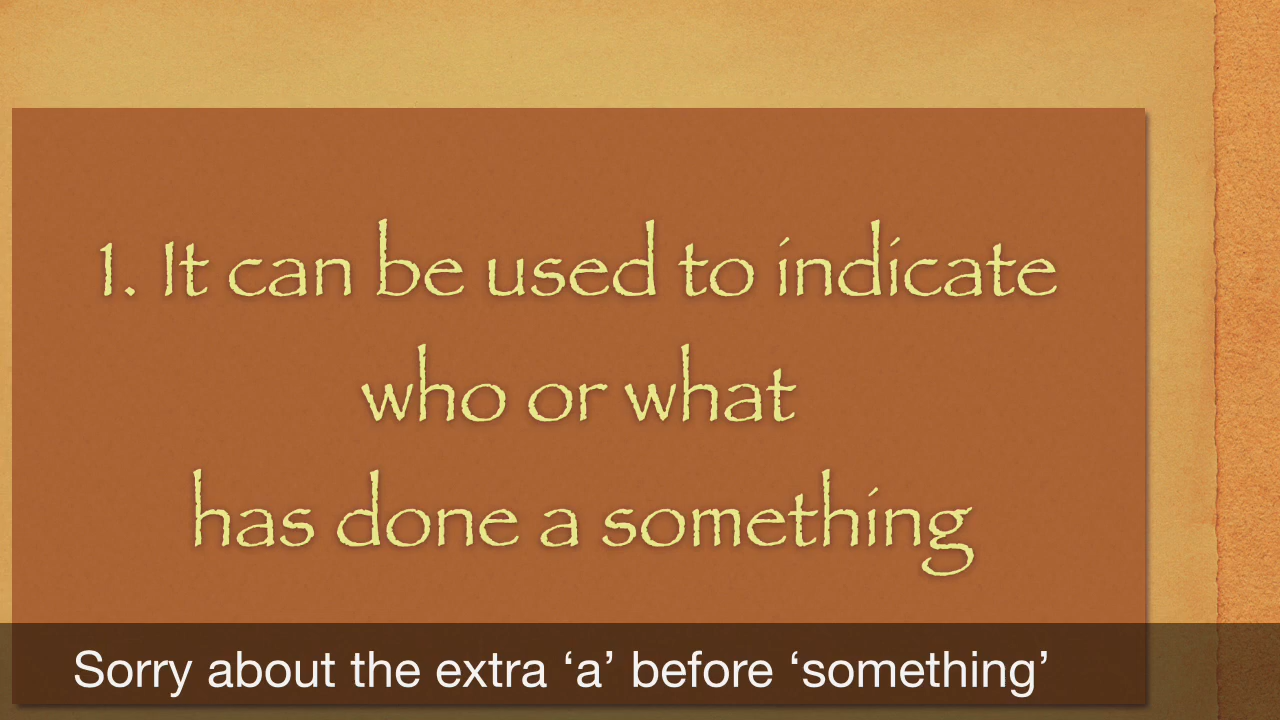 1. It can be used to indicate
who or what
has done a something
Sorry about the extra ‘a’ before ‘something’